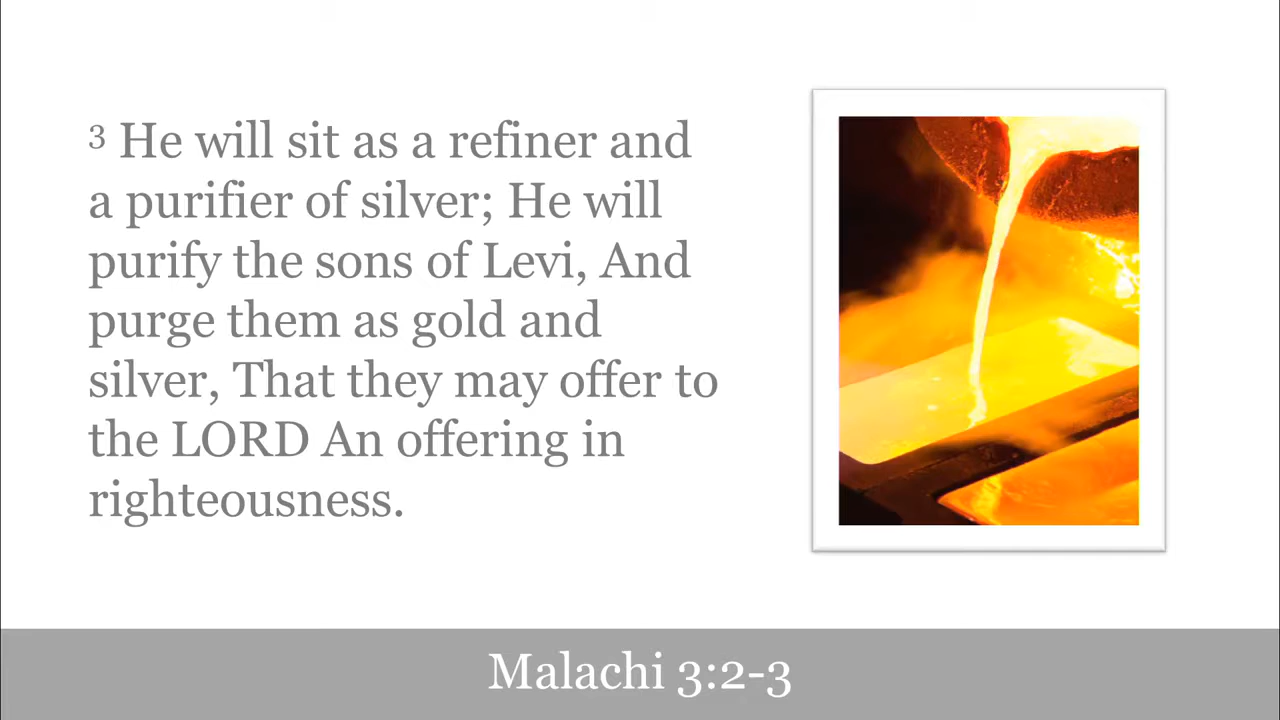 3 He will sit as a refiner and
a purifier of silver; He will
purify the sons of Levi, And
purge them as gold and
silver, That they may offer to
the LORD An offering in
righteousness.
Malachi 3:2-3